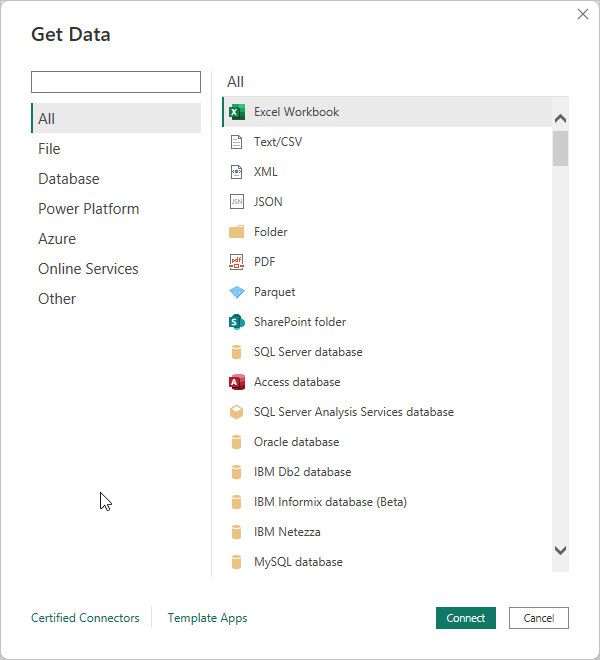 Get Data
All
File
Database
Power Platform
Azure
Online Services
Other
All
Excel Workbook
Text/CSV
XML
JSON
Folder
PDF
Parquet
SharePoint folder
SQL Server database
Access database
SQL Server Analysis Services database
Oracle database
IBM Db2 database
IBM Informix database (Beta)
IBM Netezza
MySQL database
Certified Connectors
Template Apps
Connect
Cancel